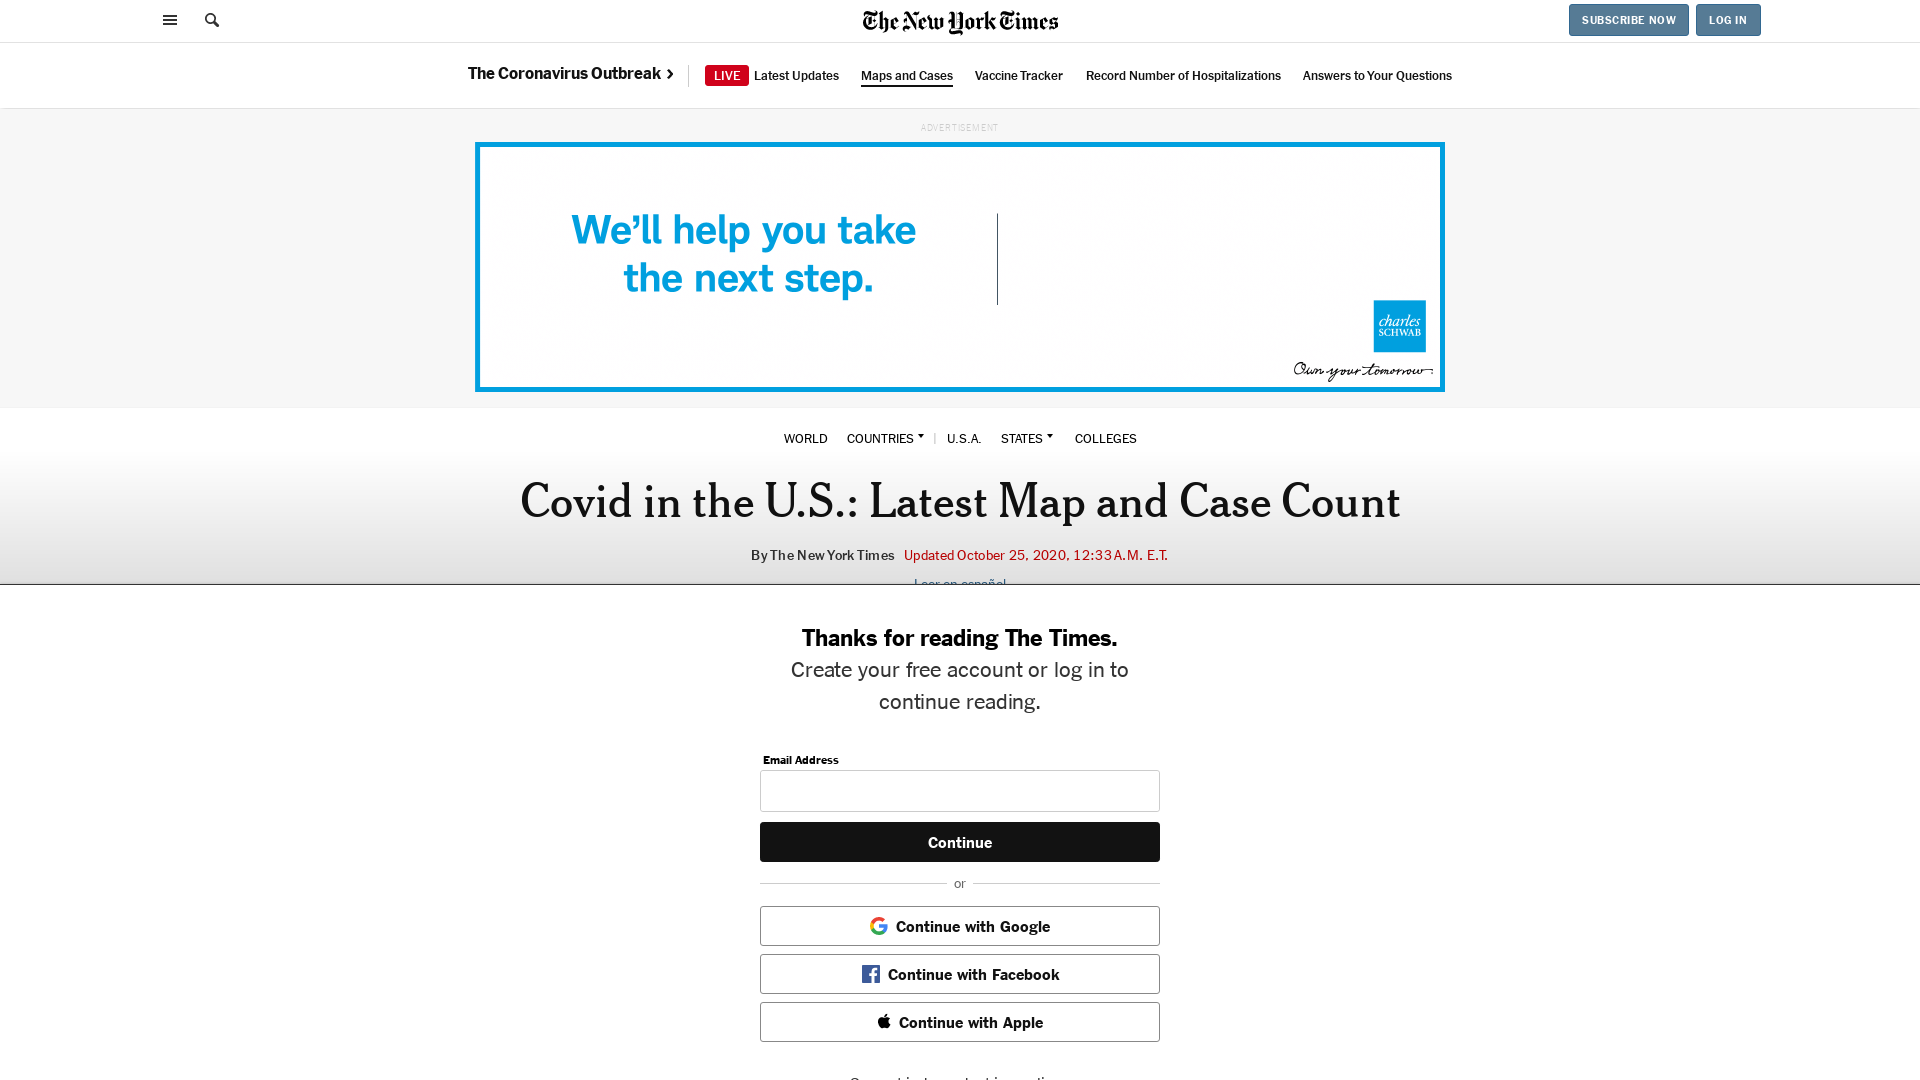 The New York Times
SUBSCRIBE NOW
LOG IN
The Coronavirus Outbreak
LIVE Latest Updates
Maps and Cases
Vaccine Tracker
Record Number of Hospitalizations
Answers to Your Questions
ADVERTISEMENT
We'll help you take
the next step.
charles
SCHWAB
Own your tomorrow
WORLD
COUNTRIES
U.S.A.
STATES
COLLEGES
Covid in the U.S.: Latest Map and Case Count
By The New York Times Updated October 25, 2020, 12:33 A.M. E.T.
Leer en español
Thanks for reading The Times.
Create your free account or log in to
continue reading.
Email Address
Continue
or
Continue with Google
Continue with Facebook
Continue with Apple